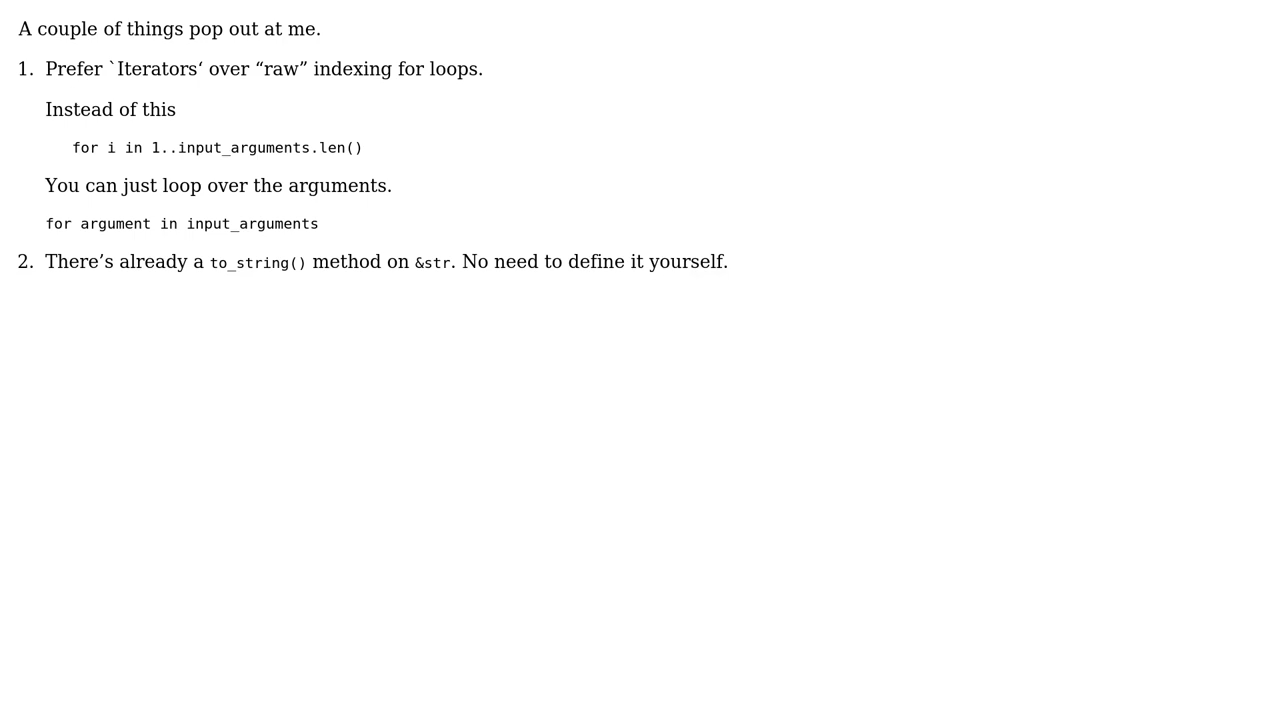 A couple of things pop out at me.
1. Prefer `Iterators‘ over “raw” indexing for loops.
Instead of this
for i in 1..input_arguments.len()
You can just loop over the arguments.
for argument in input_arguments
2. There’s already a to_string() method on &str. No need to define it yourself.